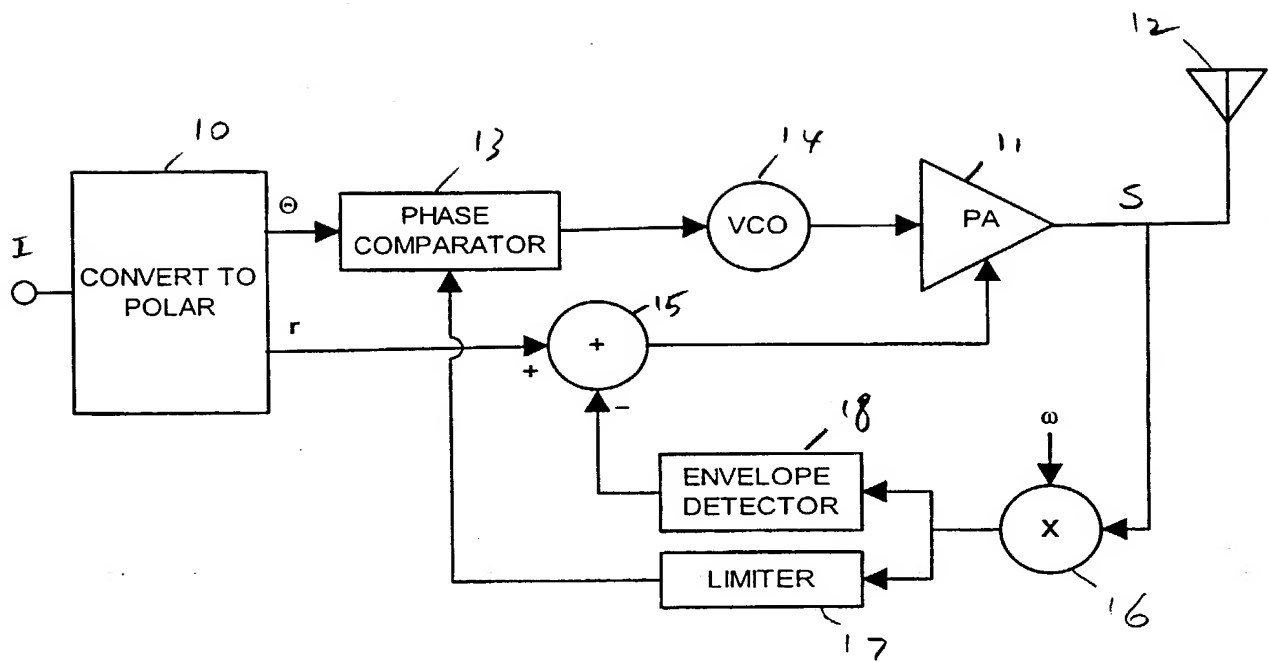 12
10
13
14
11
Θ
PHASE
COMPARATOR
VCO
PA
S
I
CONVERT TO
POLAR
r
15
+
+
-
18
ω
ENVELOPE
DETECTOR
X
LIMITER
16
17